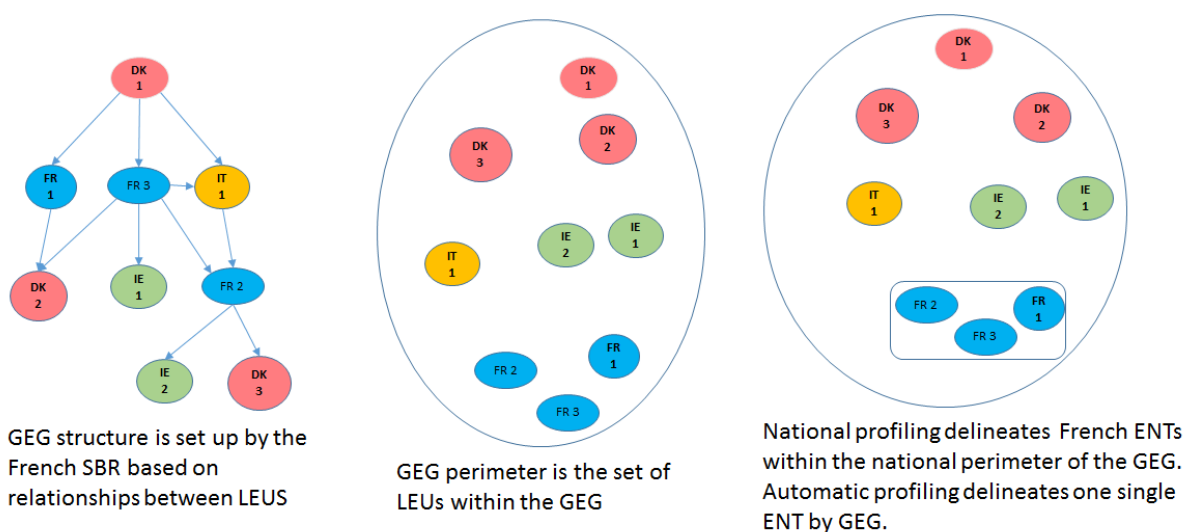 DK
1
FR
1
FR 3
IT
1
DK
2
IE
1
FR 2
IE
2
DK
3
GEG structure is set up by the
French SBR based on
relationships between LEUS
DK
1
DK
2
DK
3
IE
1
IE
2
IT
1
FR 2
FR
1
FR 3
GEG perimeter is the set of
LEUs within the GEG
DK
1
DK
3
DK
2
IT
1
IE
2
IE
1
FR 2
FR
1
FR 3
National profiling delineates French ENTs
within the national perimeter of the GEG.
Automatic profiling delineates one single
ENT by GEG.